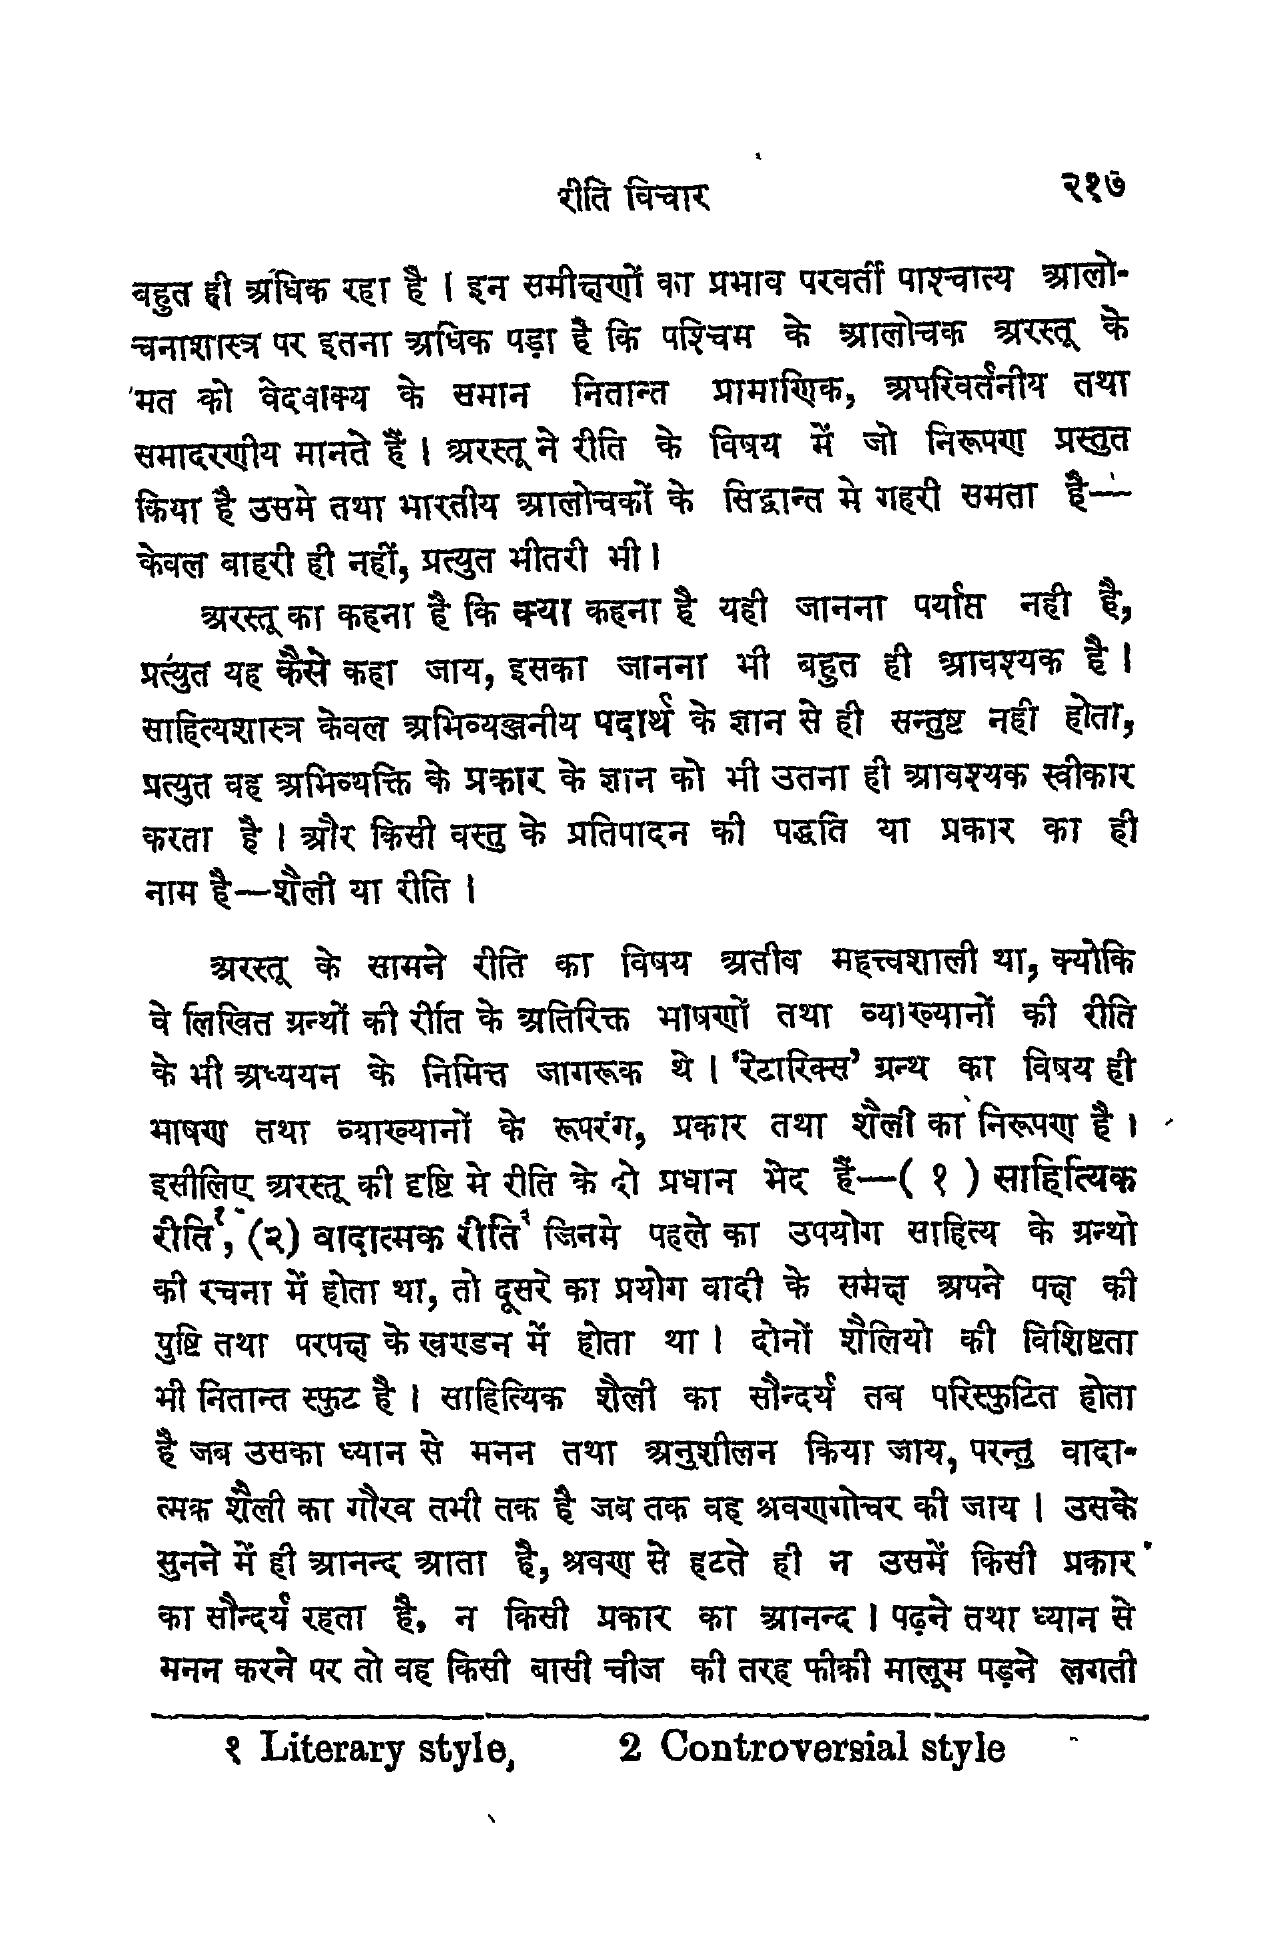 रीति विचार २१७
बहुत ही अधिक रहा है । इन समीक्षणों का प्रभाव परवर्ती पाश्चात्य आलो-
चनाशास्त्र पर इतना अधिक पड़ा है कि पश्चिम के आलोचक अरस्तू के
मत को वेदवाक्य के समान नितान्त प्रामाणिक, अपरिवर्तनीय तथा
समादरणीय मानते हैं । अरस्तू ने रीति के विषय में जो निरूपण प्रस्तुत
किया है उसमे तथा भारतीय आलोचकों के सिद्धान्त मे गहरी समता है—
केवल बाहरी ही नहीं, प्रत्युत भीतरी भी ।
अरस्तू का कहना है कि क्या कहना है यही जानना पर्याप्त नही है,
प्रत्युत यह कैसे कहा जाय, इसका जानना भी बहुत ही आवश्यक है ।
साहित्यशास्त्र केवल अभिव्यञ्जनीय पदार्थ के ज्ञान से ही सन्तुष्ट नही होता,
प्रत्युत वह अभिव्यक्ति के प्रकार के ज्ञान को भी उतना ही आवश्यक स्वीकार
करता है । और किसी वस्तु के प्रतिपादन की पद्धति या प्रकार का ही
नाम है—शैली या रीति ।
अरस्तू के सामने रीति का विषय अतीव महत्त्वशाली था, क्योकि
वे लिखित ग्रन्थों की रीति के अतिरिक्त भाषणों तथा व्याख्यानों की रीति
के भी अध्ययन के निमित्त जागरूक थे । ‘रेटारिक्स’ ग्रन्थ का विषय ही
भाषण तथा व्याख्यानों के रूपरंग, प्रकार तथा शैली का निरूपण है ।
इसीलिए अरस्तू की दृष्टि मे रीति के दो प्रधान भेद हैं—( १ ) साहित्यिक
रीति१, (२) वादात्मक रीति२ जिनमे पहले का उपयोग साहित्य के ग्रन्थो
की रचना में होता था, तो दूसरे का प्रयोग वादी के समक्ष अपने पक्ष की
पुष्टि तथा परपक्ष के खण्डन में होता था । दोनों शैलियो की विशिष्टता
भी नितान्त स्फुट है । साहित्यिक शैली का सौन्दर्य तब परिस्फुटित होता
है जब उसका ध्यान से मनन तथा अनुशीलन किया जाय, परन्तु वादा-
त्मक शैली का गौरव तभी तक है जब तक वह श्रवणगोचर की जाय । उसके
सुनने में ही आनन्द आता है, श्रवण से हटते ही न उसमें किसी प्रकार
का सौन्दर्य रहता है, न किसी प्रकार का आनन्द । पढ़ने तथा ध्यान से
मनन करने पर तो वह किसी बासी चीज की तरह फीकी मालूम पड़ने लगती
१ Literary style, 2 Controversial style